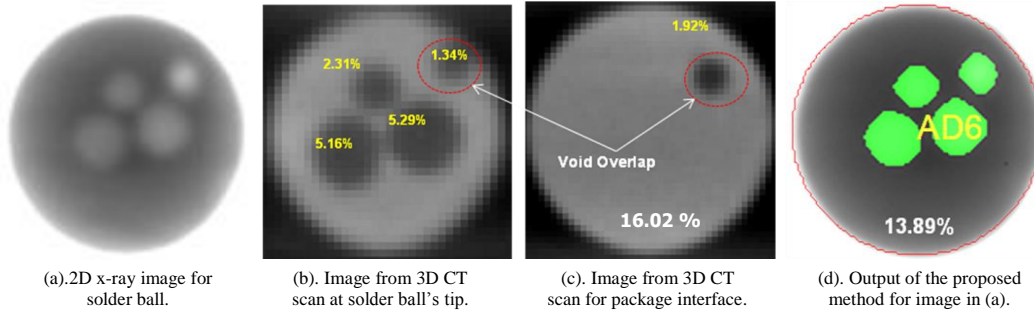 2.31%
1.34%
5.29%
5.16%
1.92%
Void Overlap
16.02 %
AD6
13.89%
(a).2D x-ray image for
solder ball.
(b). Image from 3D CT
scan at solder ball's tip.
(c). Image from 3D CT
scan for package interface.
(d). Output of the proposed
method for image in (a).